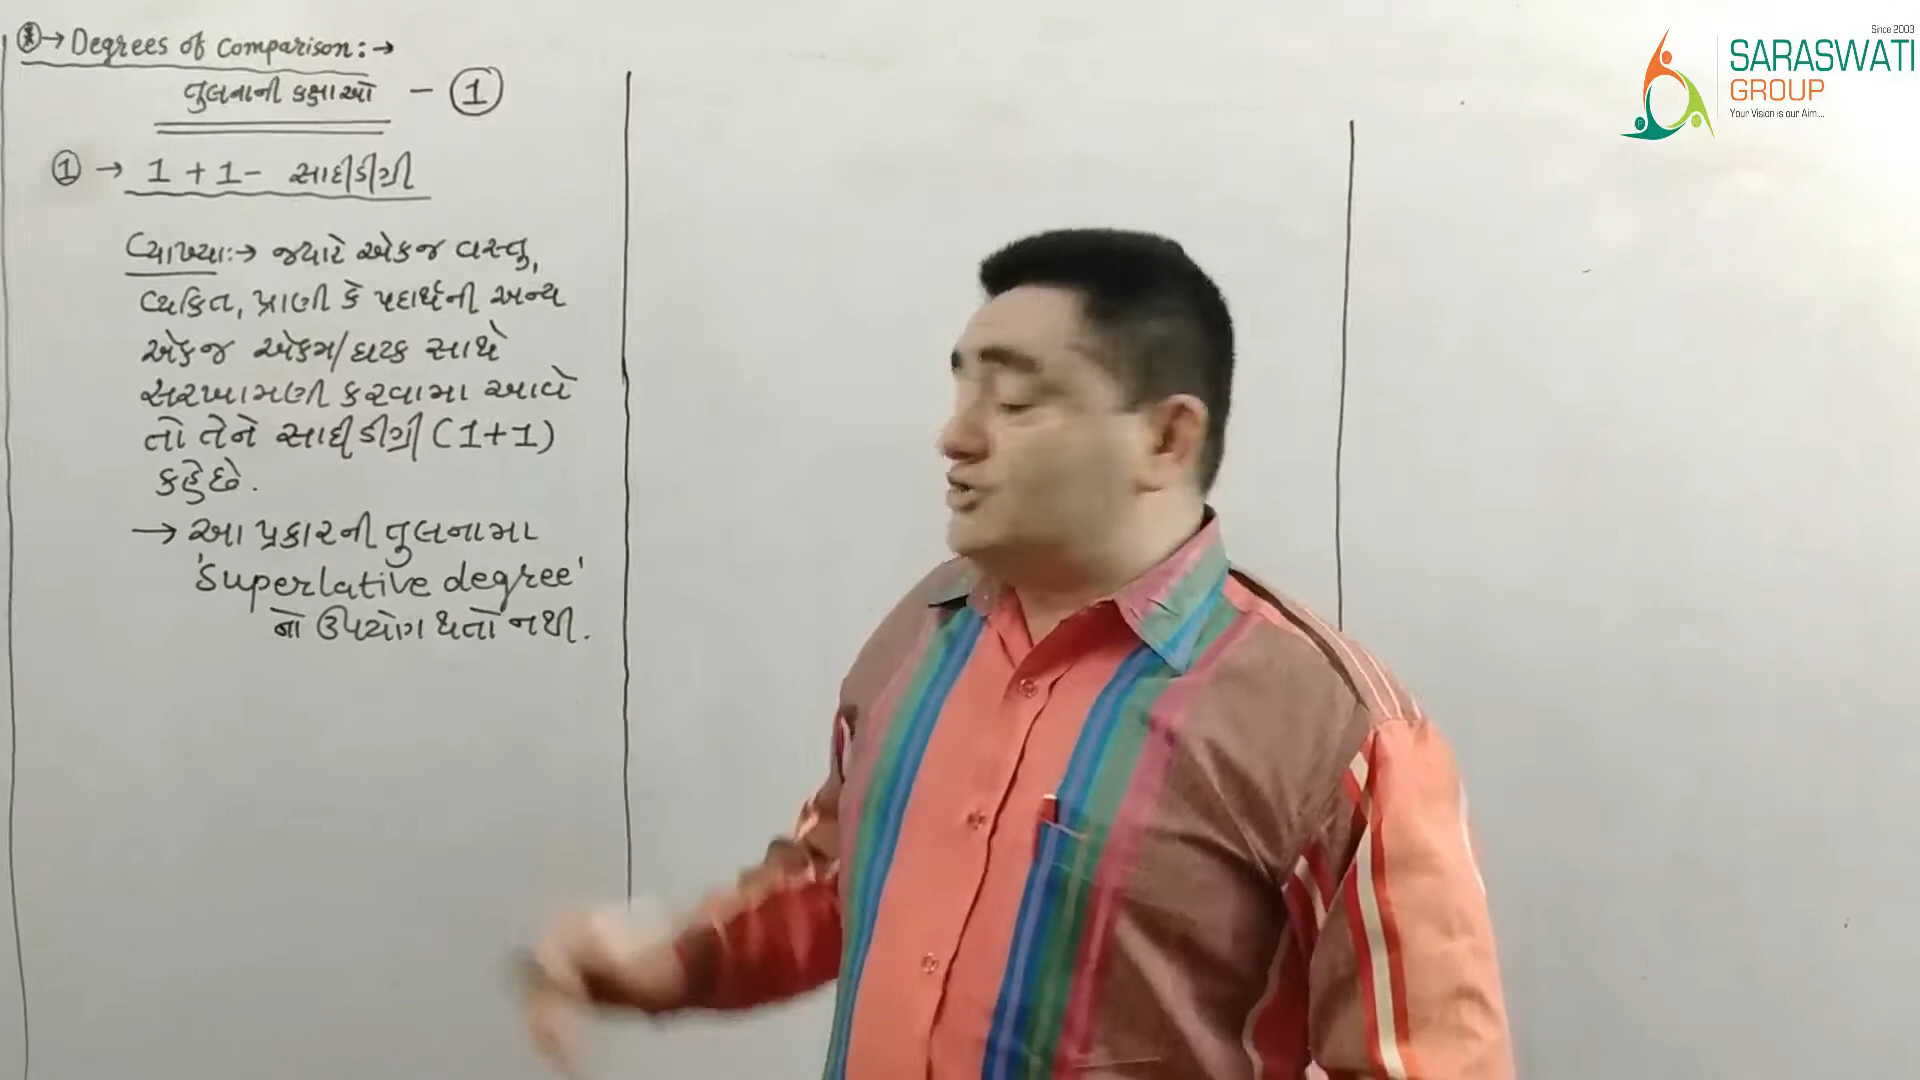 ④→ Degrees of Comparison:→
તુલનાની કક્ષાઓ - ①
① → 1 + 1 - સાદીડીગ્રી
વ્યાખ્યાઃ→ જ્યારે એકજ વસ્તુ,
વ્યકિત, પ્રાણી કે પદાર્થની અન્ય
એકજ એકમ/ઘટક સાથે
સરખામણી કરવામા આવે
તો તેને સાદી ડીગ્રી (1+1)
કહેછે.
→ આ પ્રકારની તુલનામા
'Superlative degree'
નો ઉપયોગ થતો નથી.
Since 2003
SARASWATI
GROUP
Your Vision is our Aim...